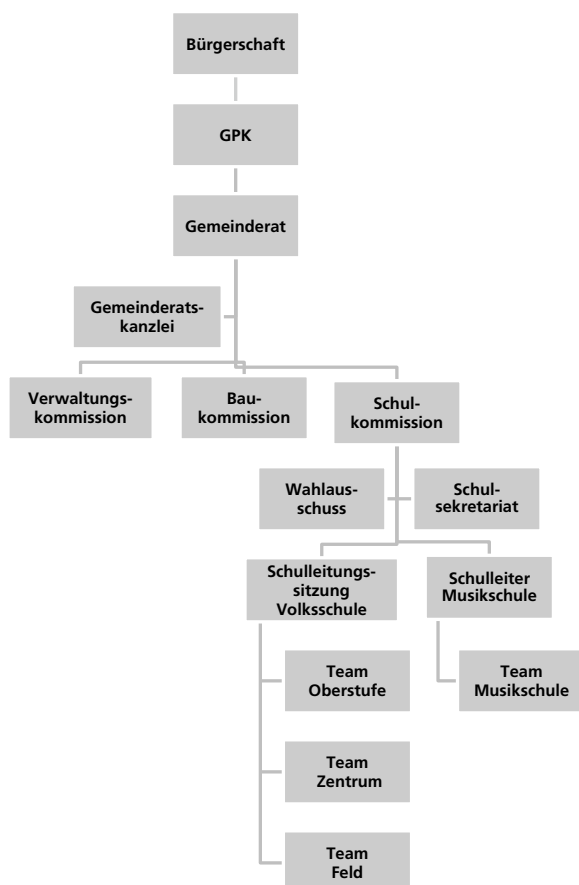 Bürgerschaft
GPK
Gemeinderat
Gemeinderats-
kanzlei
Verwaltungs-
kommission
Bau-
kommission
Schul-
kommission
Wahlaus-
schuss
Schul-
sekretariat
Schulleitungs-
sitzung
Volksschule
Schulleiter
Musikschule
Team
Oberstufe
Team
Musikschule
Team
Zentrum
Team
Feld